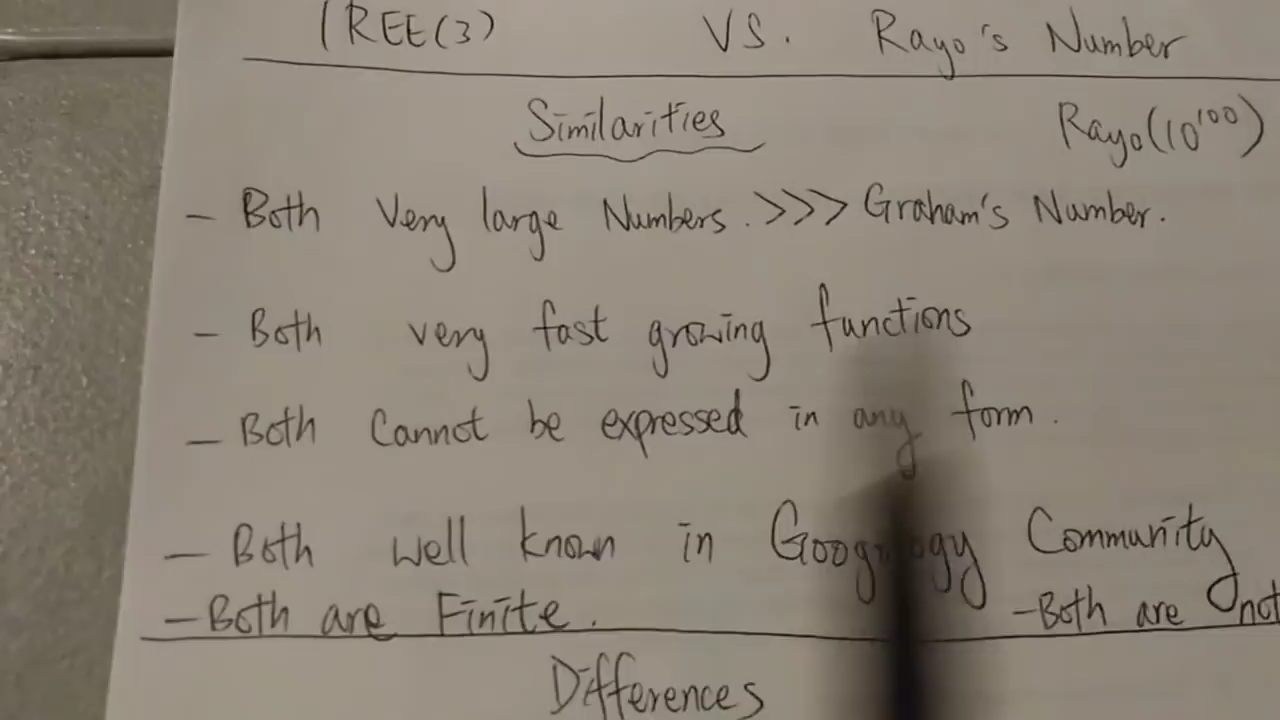 TREE(3) VS. Rayo's Number
Similarities Rayo(10^100)
- Both Very large Numbers. >>> Graham's Number.
- Both very fast growing functions
- Both Cannot be expressed in any form.
- Both well known in Googology Community
- Both are Finite. - Both are not
Differences